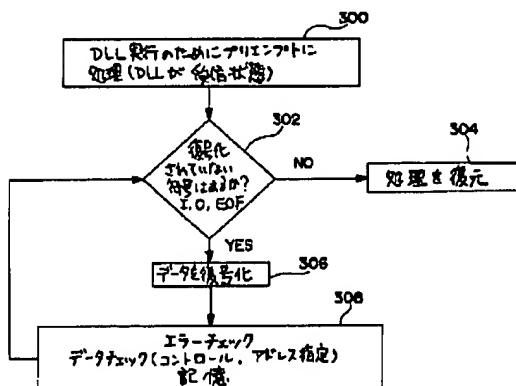 300
DLL実行のためにプリエンプトに
処理(DLLが受信状態)
302
復号化
されていない
符号はあるか?
1,0,EOF
NO
304
処理を復元
YES
データを復号化
306
308
エラーチェック
データチェック(コントロール,アドレス指定)
記憶